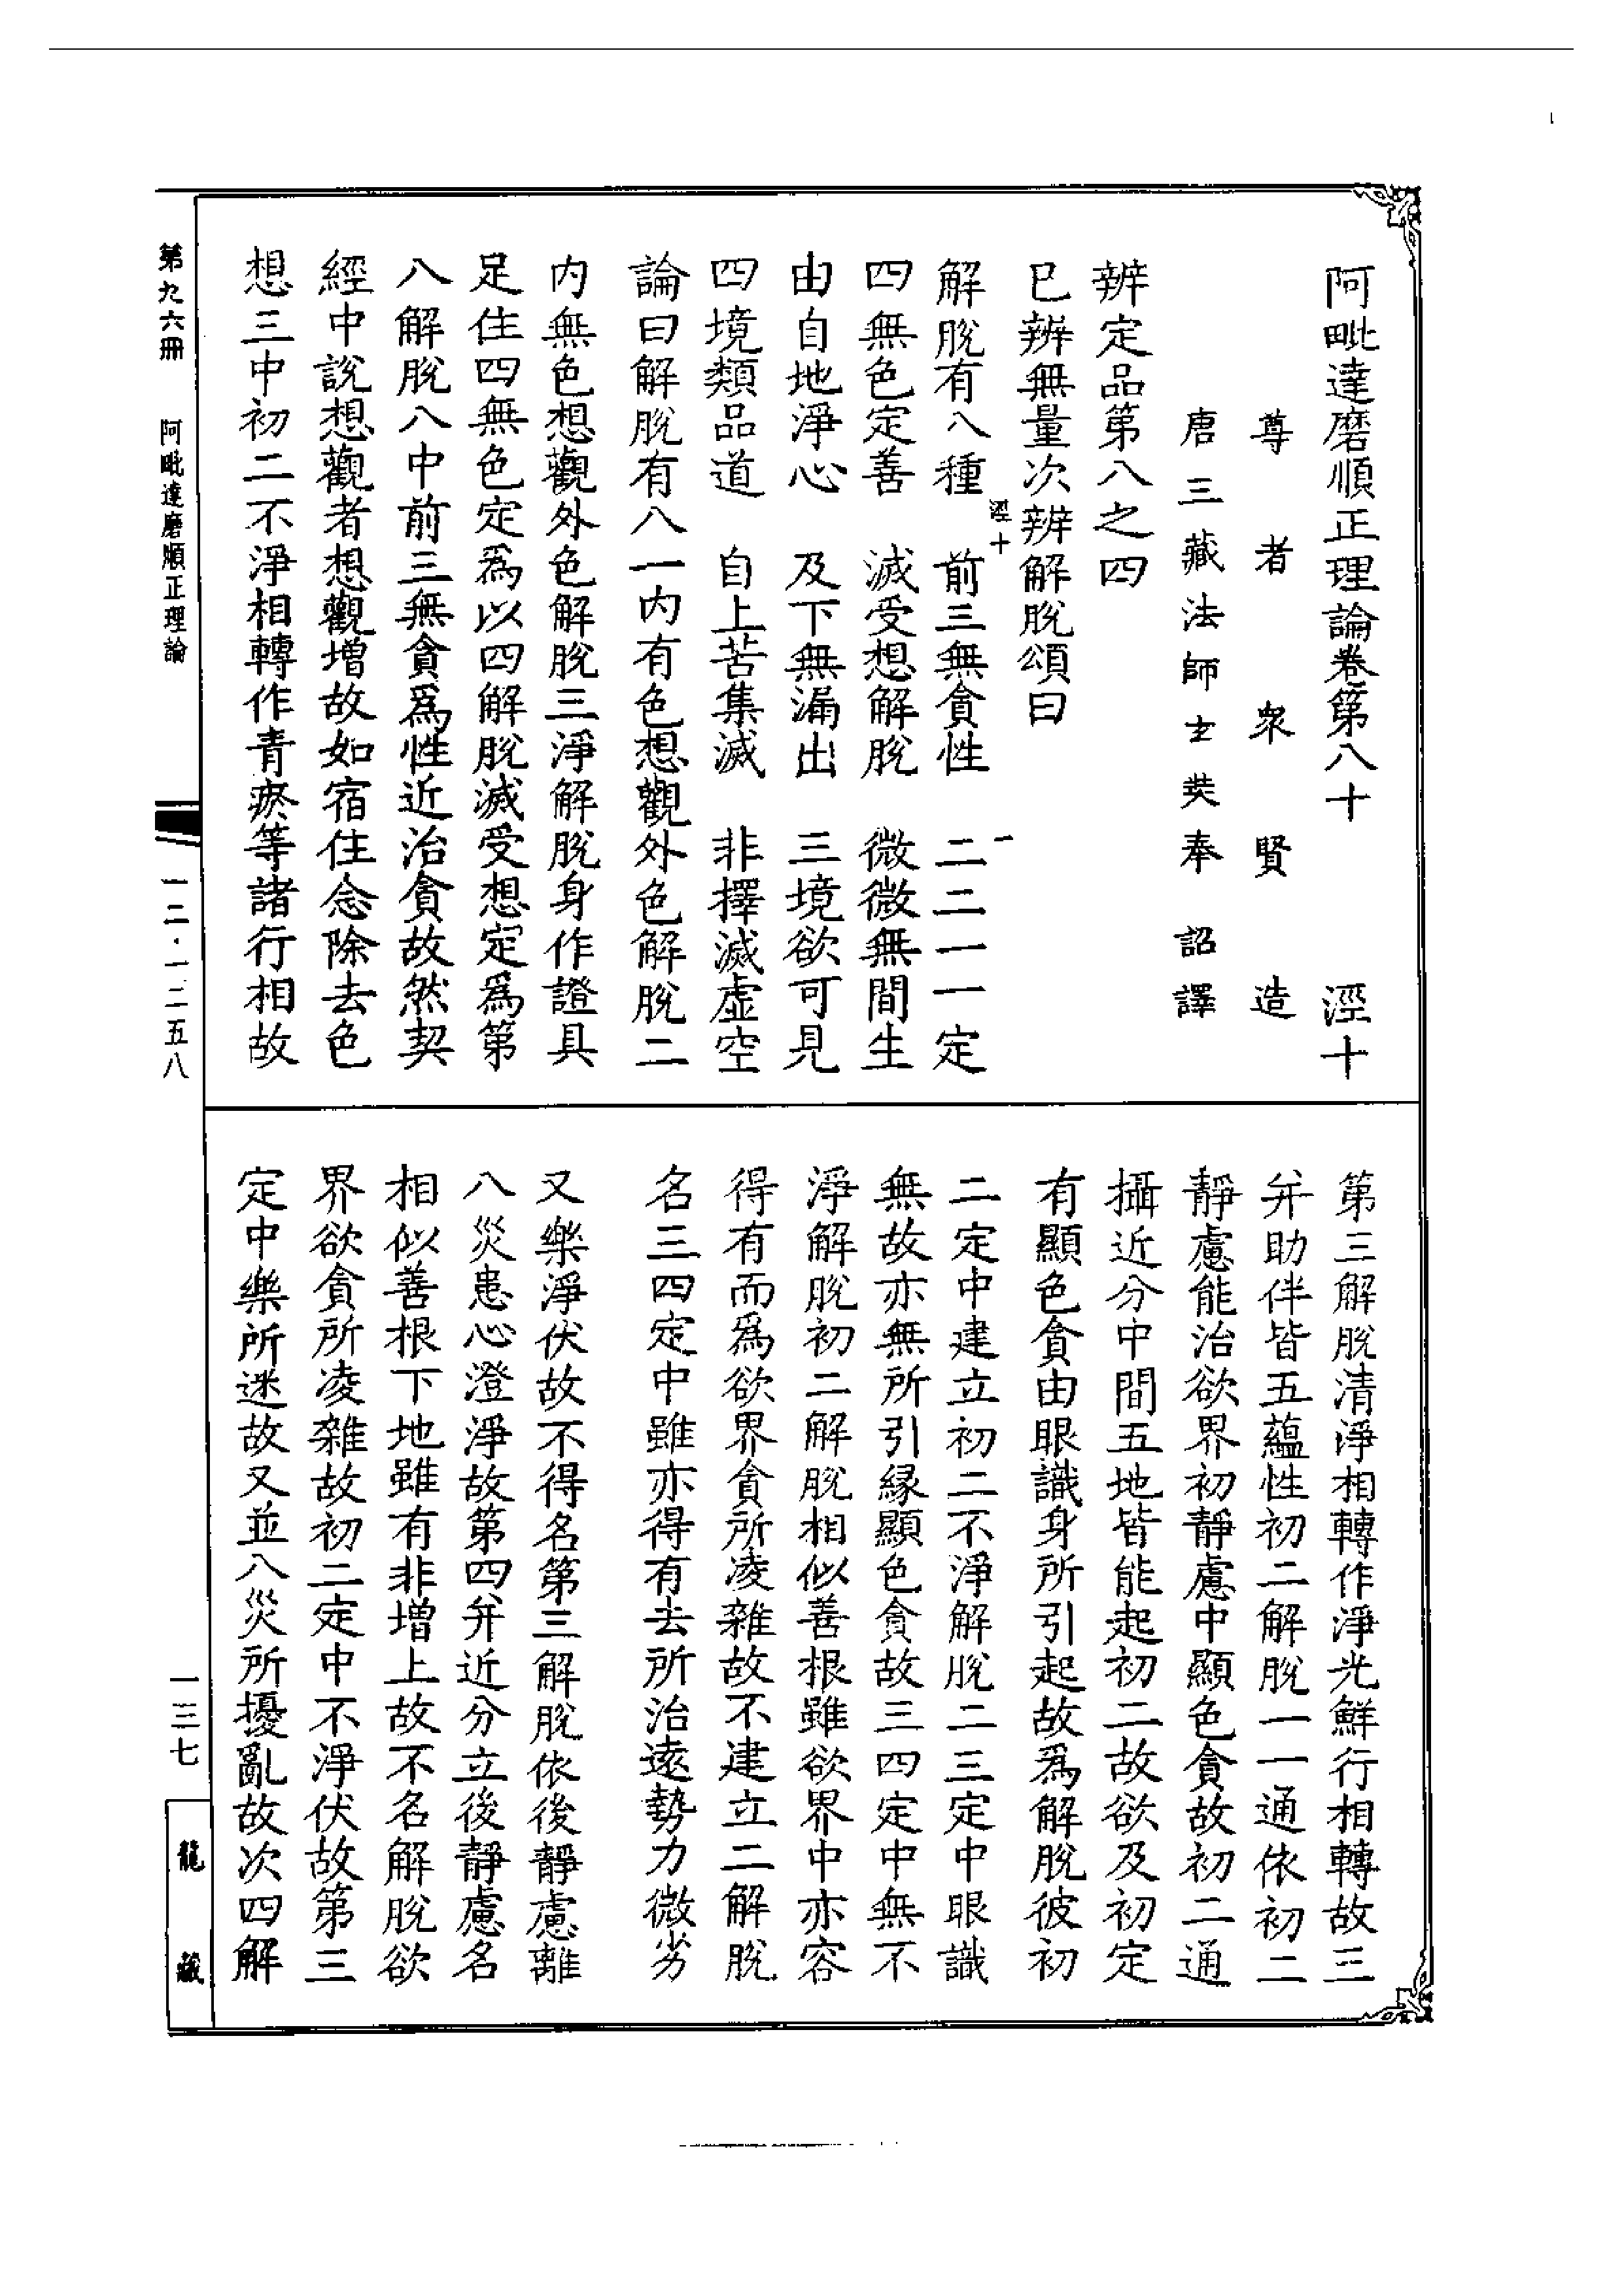 阿毗達磨順正理論卷第八十　涇十
尊者眾賢造
唐三藏法師玄奘奉　詔譯
辨定品第八之四
已辨無量次辨解脫頌曰
解脫有八種　前三無貪性　二二一一定
四無色定善　滅受想解脫　微微無間生
由自地淨心　及下無漏出　三境欲可見
四境類品道　自上苦集滅　非擇滅虛空
論曰解脫有八一內有色想觀外色解脫二
內無色想觀外色解脫三淨解脫身作證具
足住四無色定為以四解脫滅受想定為第
八解脫八中前三無貪為性近治貪故然契
經中說想觀者想觀增故如宿住念除去色
想三中初二不淨相轉作青瘀等諸行相故
第三解脫清淨相轉作淨光鮮行相轉故三
并助伴皆五蘊性初二解脫一一通依初二
靜慮能治欲界初靜慮中顯色貪故初二通
攝近分中間五地皆能起初二故欲及初定
有顯色貪由眼識身所引起故為解脫彼初
二定中建立初二不淨解脫二三定中眼識
無故亦無所引緣顯色貪故三四定中無不
淨解脫初二解脫相似善根雖欲界中亦容
得有而為欲界貪所凌雜故不建立二解脫
名三四定中雖亦得有去所治遠勢力微劣
又樂淨伏故不得名第三解脫依後靜慮離
八災患心澄淨故第四并近分立後靜慮名
相似善根下地雖有非增上故不名解脫欲
界欲貪所凌雜故初二定中不淨伏故第三
定中樂所迷故又並八災所擾亂故次四解
涇十
一
第九六冊　阿毗達磨順正理論
一二·一二五八
一三七
龍藏